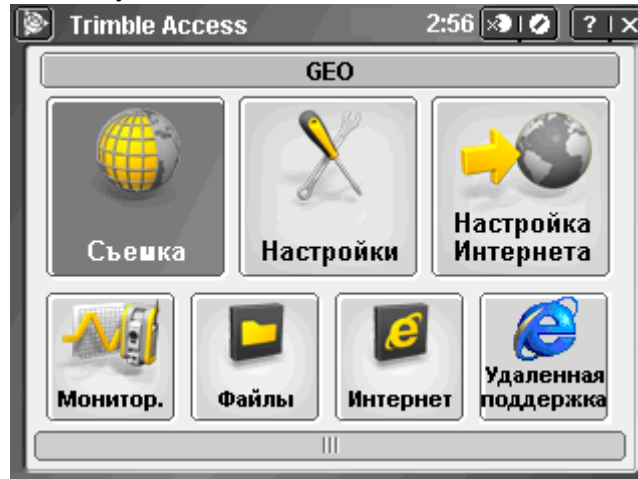 Trimble Access 2:56 ? X
GEO
Съемка
Настройки
Настройка
Интернета
Монитор.
Файлы
Интернет
Удаленная
поддержка